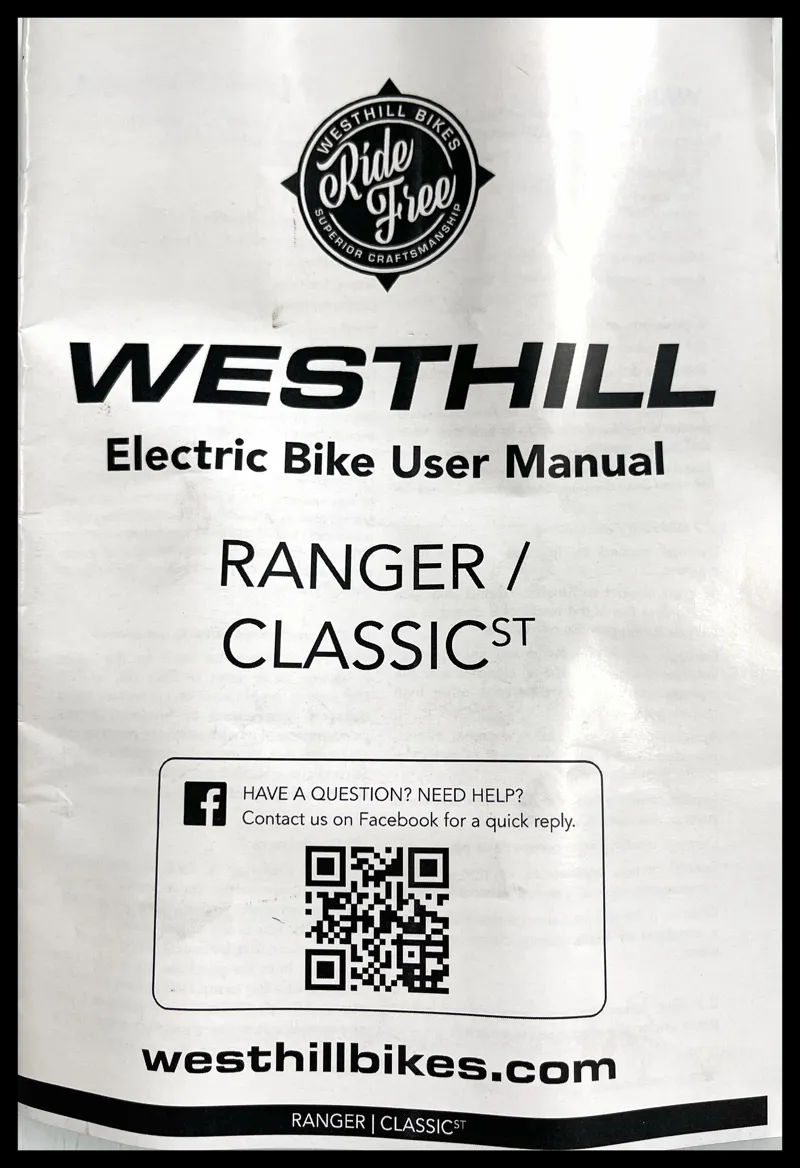 WESTHILL BIKES
Ride
Free
SUPERIOR CRAFTSMANSHIP
WESTHILL
Electric Bike User Manual
RANGER /
CLASSICST
HAVE A QUESTION? NEED HELP?
Contact us on Facebook for a quick reply.
westhillbikes.com
RANGER | CLASSICST